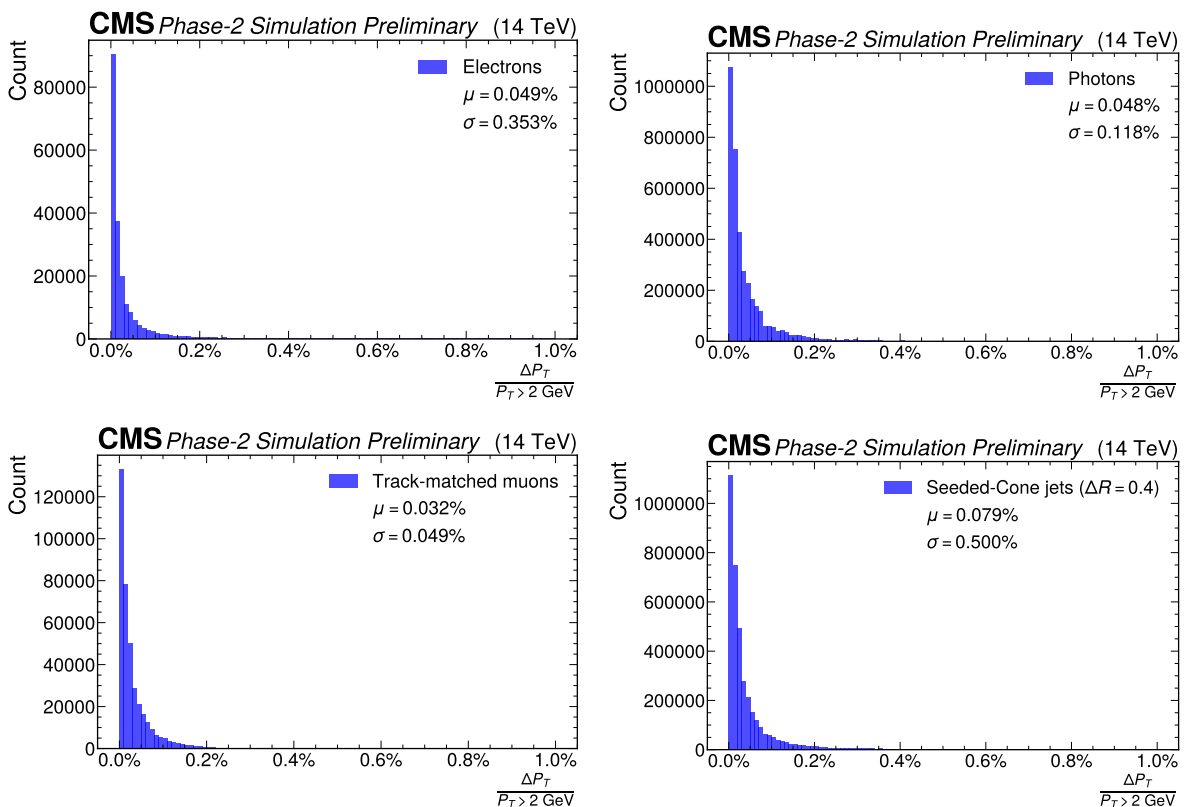 CMS Phase-2 Simulation Preliminary (14 TeV)
Count
80000
60000
40000
20000
0
Electrons
μ = 0.049%
σ = 0.353%
0.0% 0.2% 0.4% 0.6% 0.8% 1.0%
ΔP_T
P_T > 2 GeV
CMS Phase-2 Simulation Preliminary (14 TeV)
Count
1000000
800000
600000
400000
200000
0
Photons
μ = 0.048%
σ = 0.118%
0.0% 0.2% 0.4% 0.6% 0.8% 1.0%
ΔP_T
P_T > 2 GeV
CMS Phase-2 Simulation Preliminary (14 TeV)
Count
120000
100000
80000
60000
40000
20000
0
Track-matched muons
μ = 0.032%
σ = 0.049%
0.0% 0.2% 0.4% 0.6% 0.8% 1.0%
ΔP_T
P_T > 2 GeV
CMS Phase-2 Simulation Preliminary (14 TeV)
Count
1000000
800000
600000
400000
200000
0
Seeded-Cone jets (ΔR = 0.4)
μ = 0.079%
σ = 0.500%
0.0% 0.2% 0.4% 0.6% 0.8% 1.0%
ΔP_T
P_T > 2 GeV